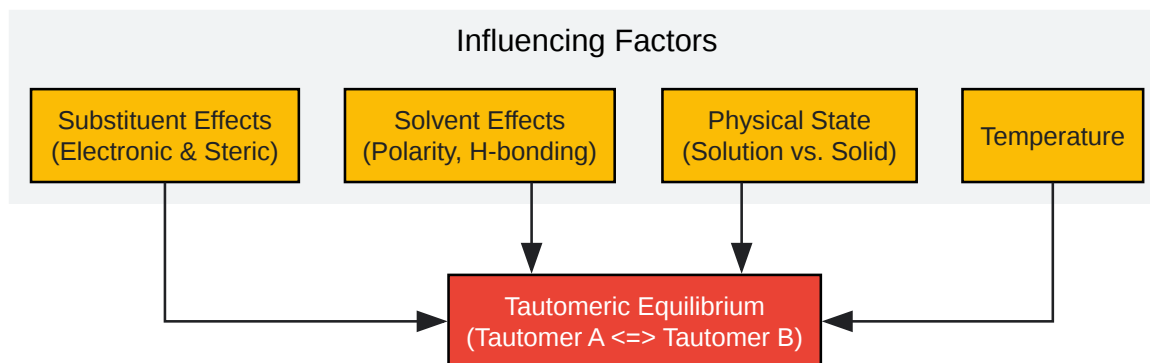 Influencing Factors
Substituent Effects
(Electronic & Steric)
Solvent Effects
(Polarity, H-bonding)
Physical State
(Solution vs. Solid)
Temperature
Tautomeric Equilibrium
(Tautomer A <=> Tautomer B)